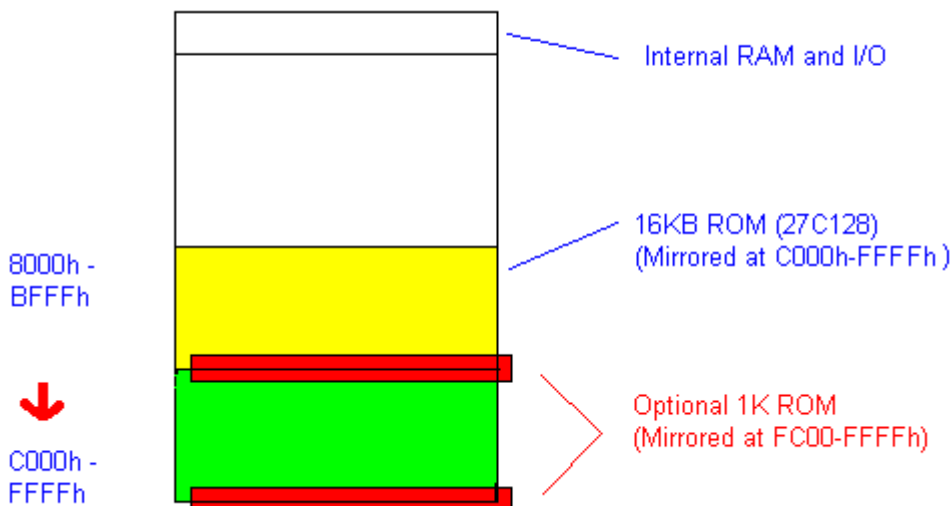 Internal RAM and I/O
16KB ROM (27C128)
(Mirrored at C000h-FFFFh)
8000h -
BFFFh
Optional 1K ROM
(Mirrored at FC00-FFFFh)
C000h -
FFFFh